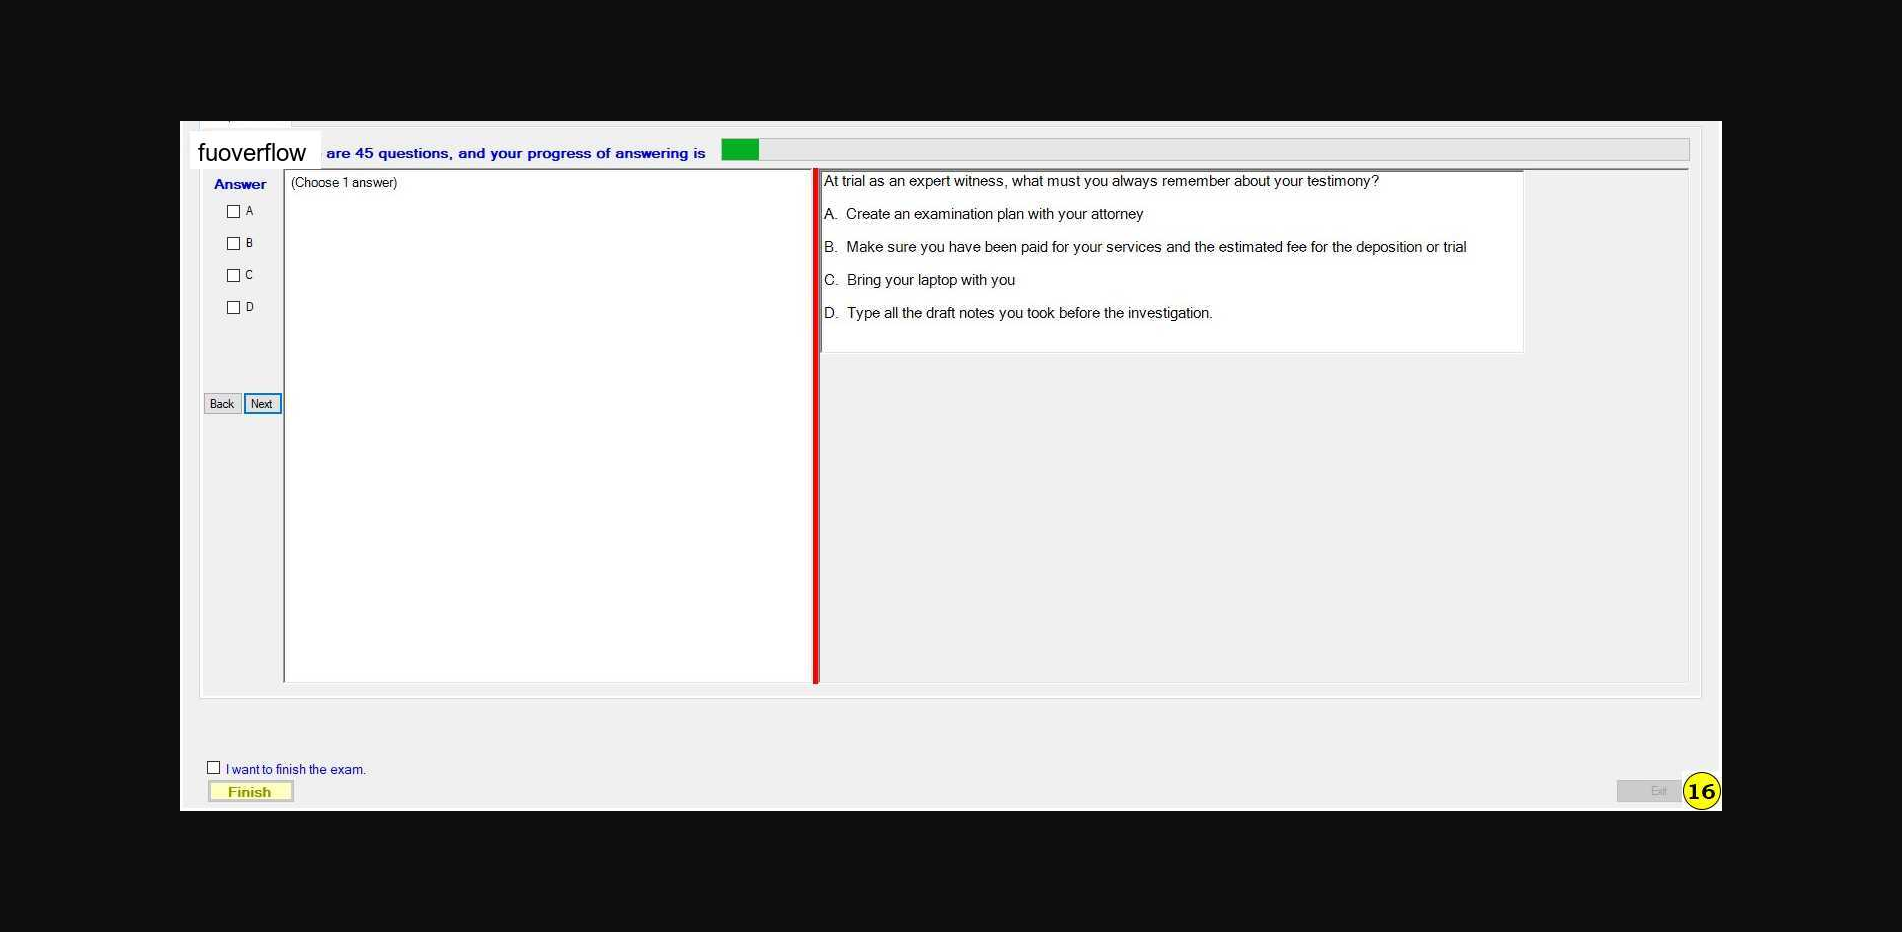 fuoverflow are 45 questions, and your progress of answering is
Answer
(Choose 1 answer)
A
B
C
D
Back Next
At trial as an expert witness, what must you always remember about your testimony?
A. Create an examination plan with your attorney
B. Make sure you have been paid for your services and the estimated fee for the deposition or trial
C. Bring your laptop with you
D. Type all the draft notes you took before the investigation.
I want to finish the exam.
Finish
Exit
16